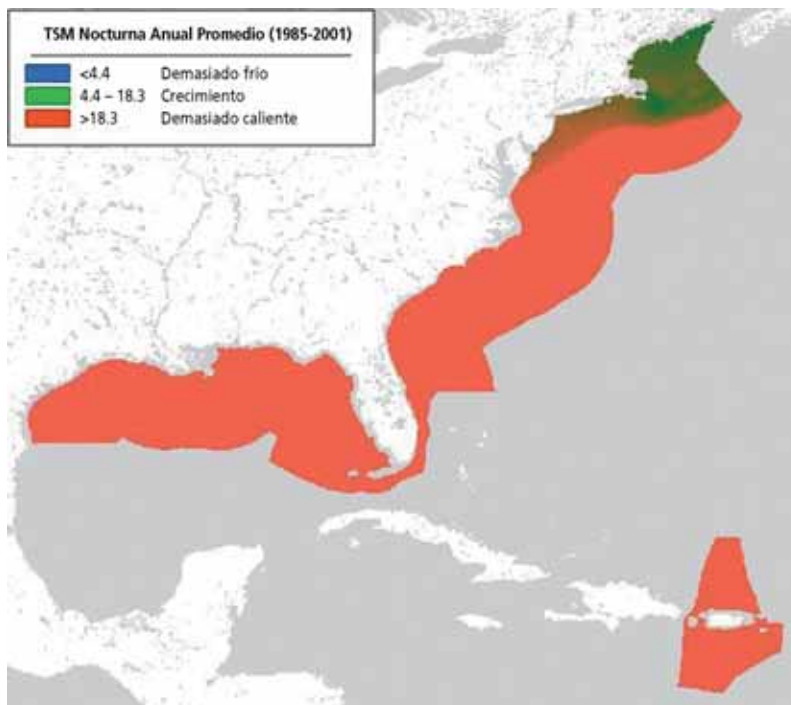 TSM Nocturna Anual Promedio (1985-2001)
<4.4 Demasiado frío
4.4 – 18.3 Crecimiento
>18.3 Demasiado caliente